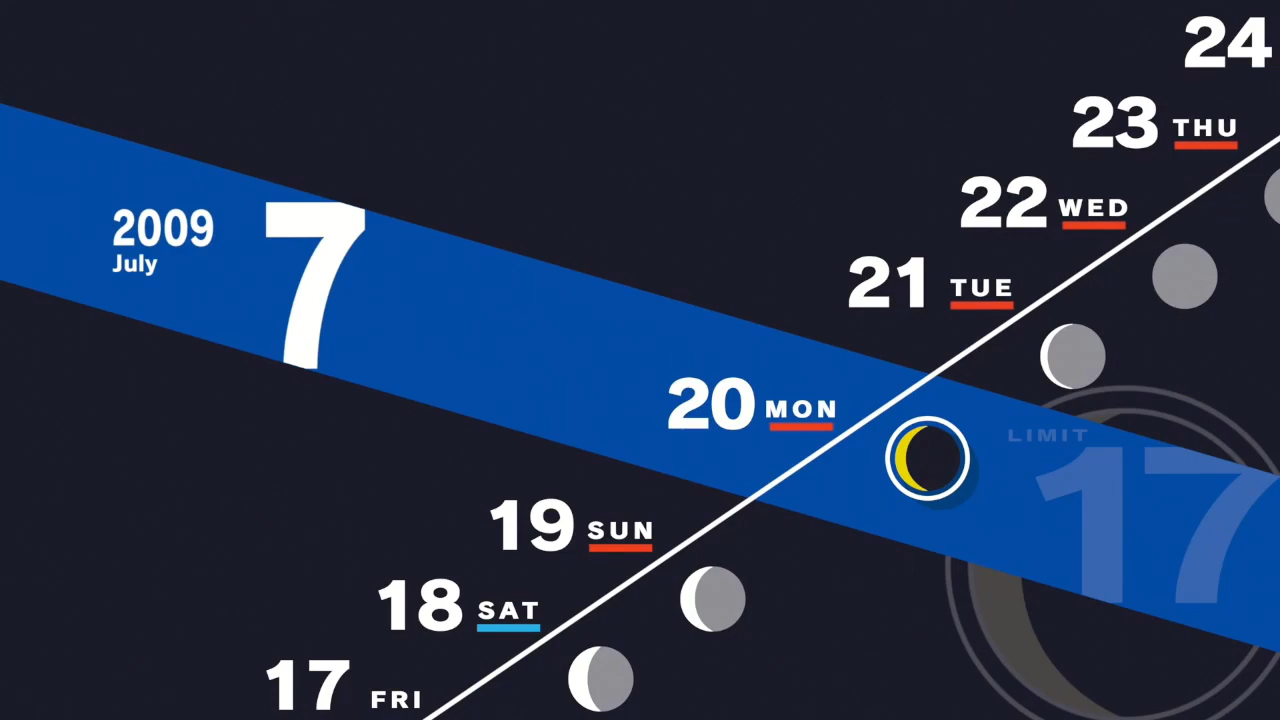 2009
July
7
24
23 THU
22 WED
21 TUE
20 MON
19 SUN
18 SAT
17 FRI
LIMIT
17